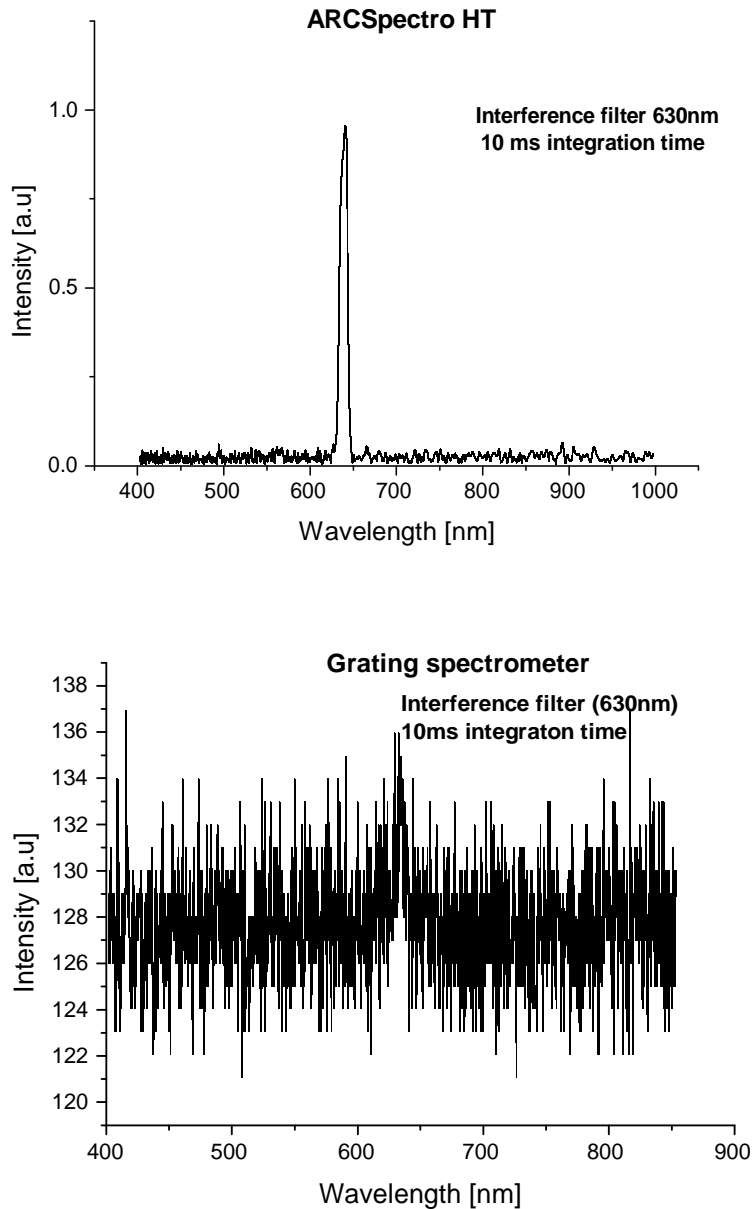 ARCSpectro HT
Interference filter 630nm
10 ms integration time
1.0
0.5
0.0
Intensity [a.u]
400 500 600 700 800 900 1000
Wavelength [nm]
Grating spectrometer
Interference filter (630nm)
10ms integraton time
138
136
134
132
130
128
126
124
122
120
Intensity [a.u]
400 500 600 700 800 900
Wavelength [nm]